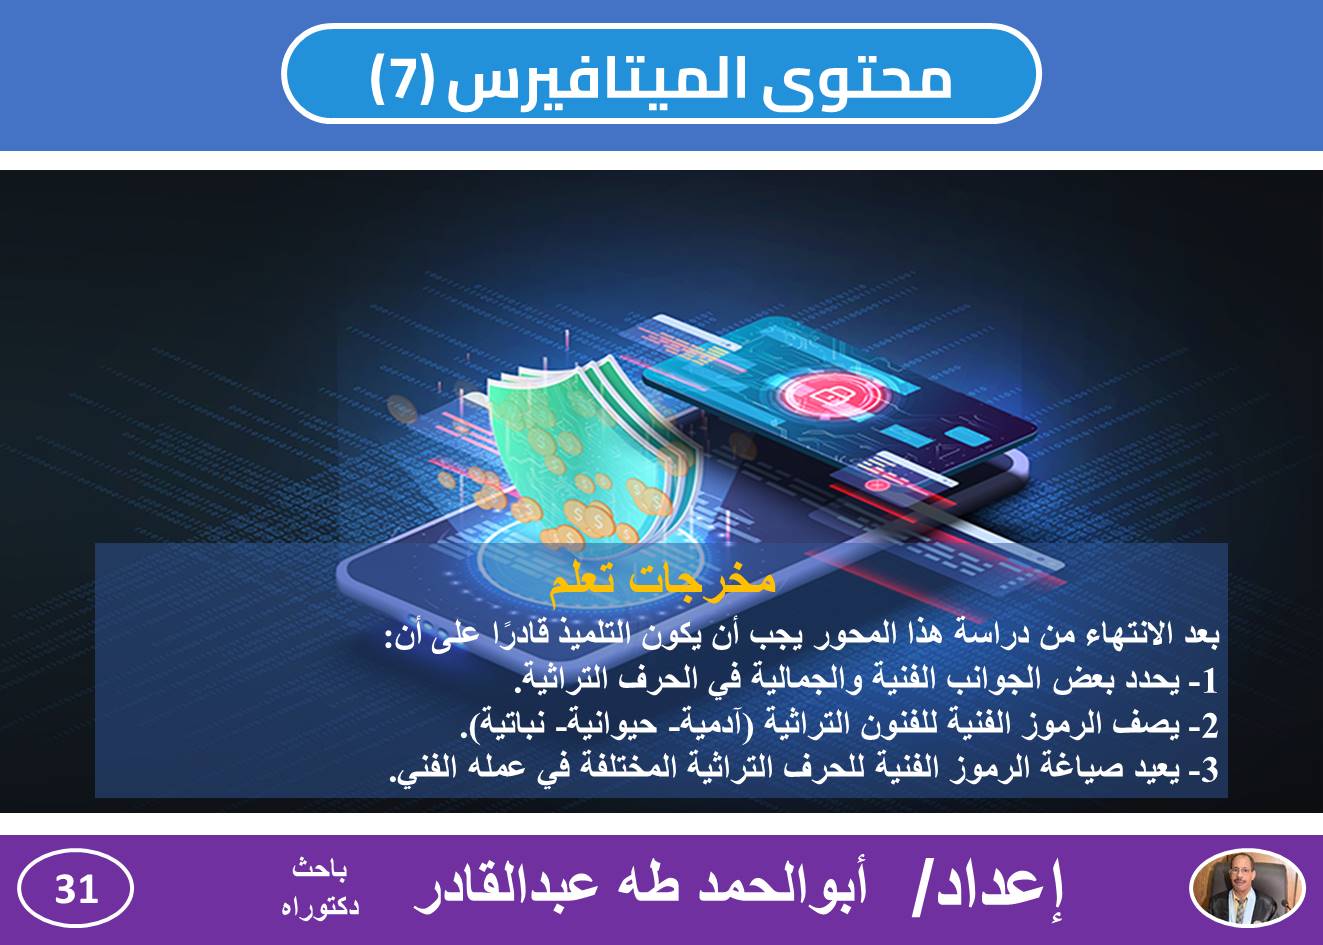 محتوى الميتافيرس (7)
مخرجات تعلم
بعد الانتهاء من دراسة هذا المحور يجب أن يكون التلميذ قادرًا على أن:
1- يحدد بعض الجوانب الفنية والجمالية في الحرف التراثية.
2- يصف الرموز الفنية للفنون التراثية (آدمية- حيوانية- نباتية).
3- يعيد صياغة الرموز الفنية للحرف التراثية المختلفة في عمله الفني.
إعداد/ أبوالحمد طه عبدالقادر
باحث
دكتوراه
31